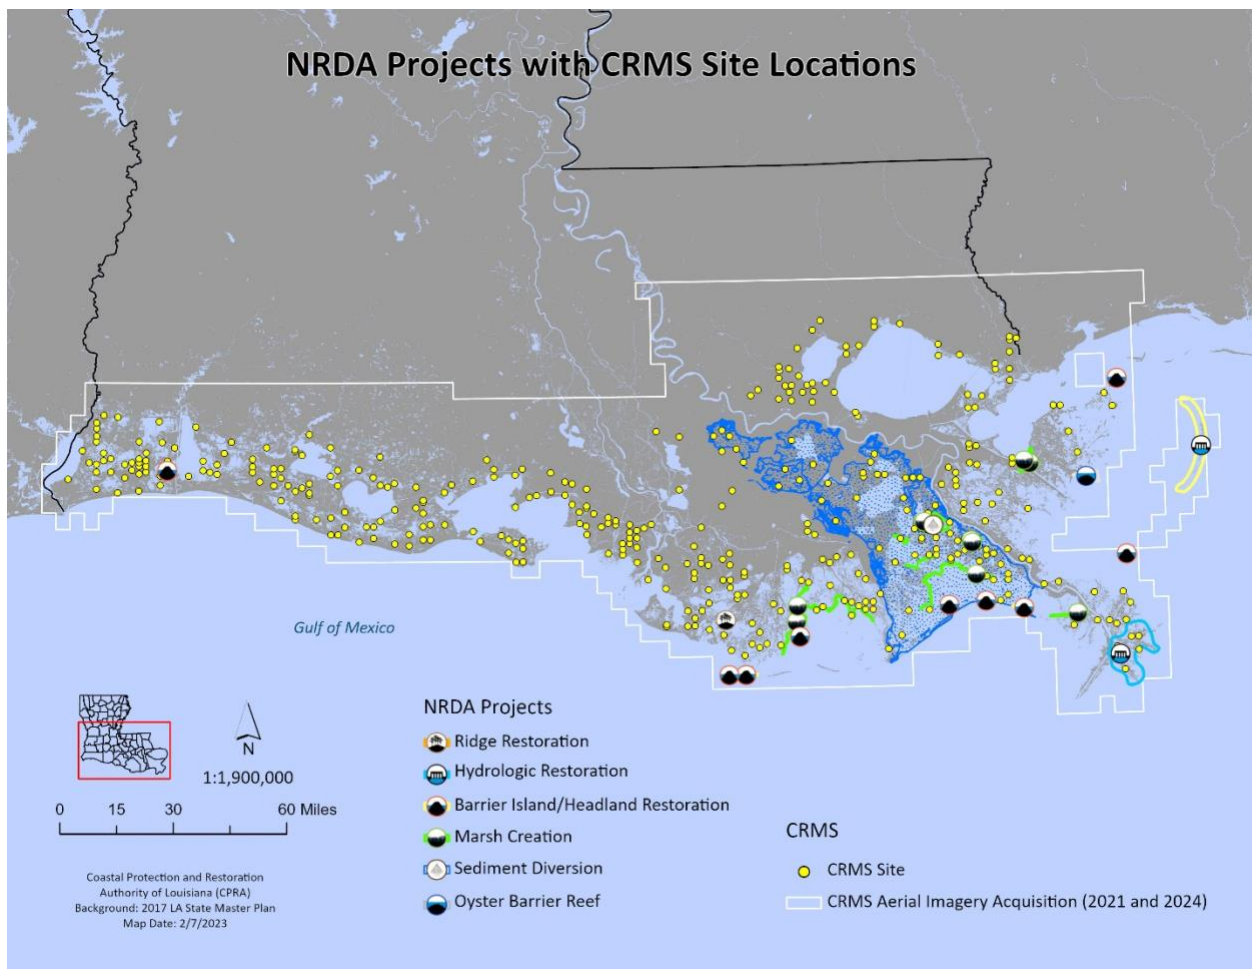 NRDA Projects with CRMS Site Locations
Gulf of Mexico
N
1:1,900,000
0 15 30 60 Miles
Coastal Protection and Restoration
Authority of Louisiana (CPRA)
Background: 2017 LA State Master Plan
Map Date: 2/7/2023
NRDA Projects
Ridge Restoration
Hydrologic Restoration
Barrier Island/Headland Restoration
Marsh Creation
Sediment Diversion
Oyster Barrier Reef
CRMS
CRMS Site
CRMS Aerial Imagery Acquisition (2021 and 2024)